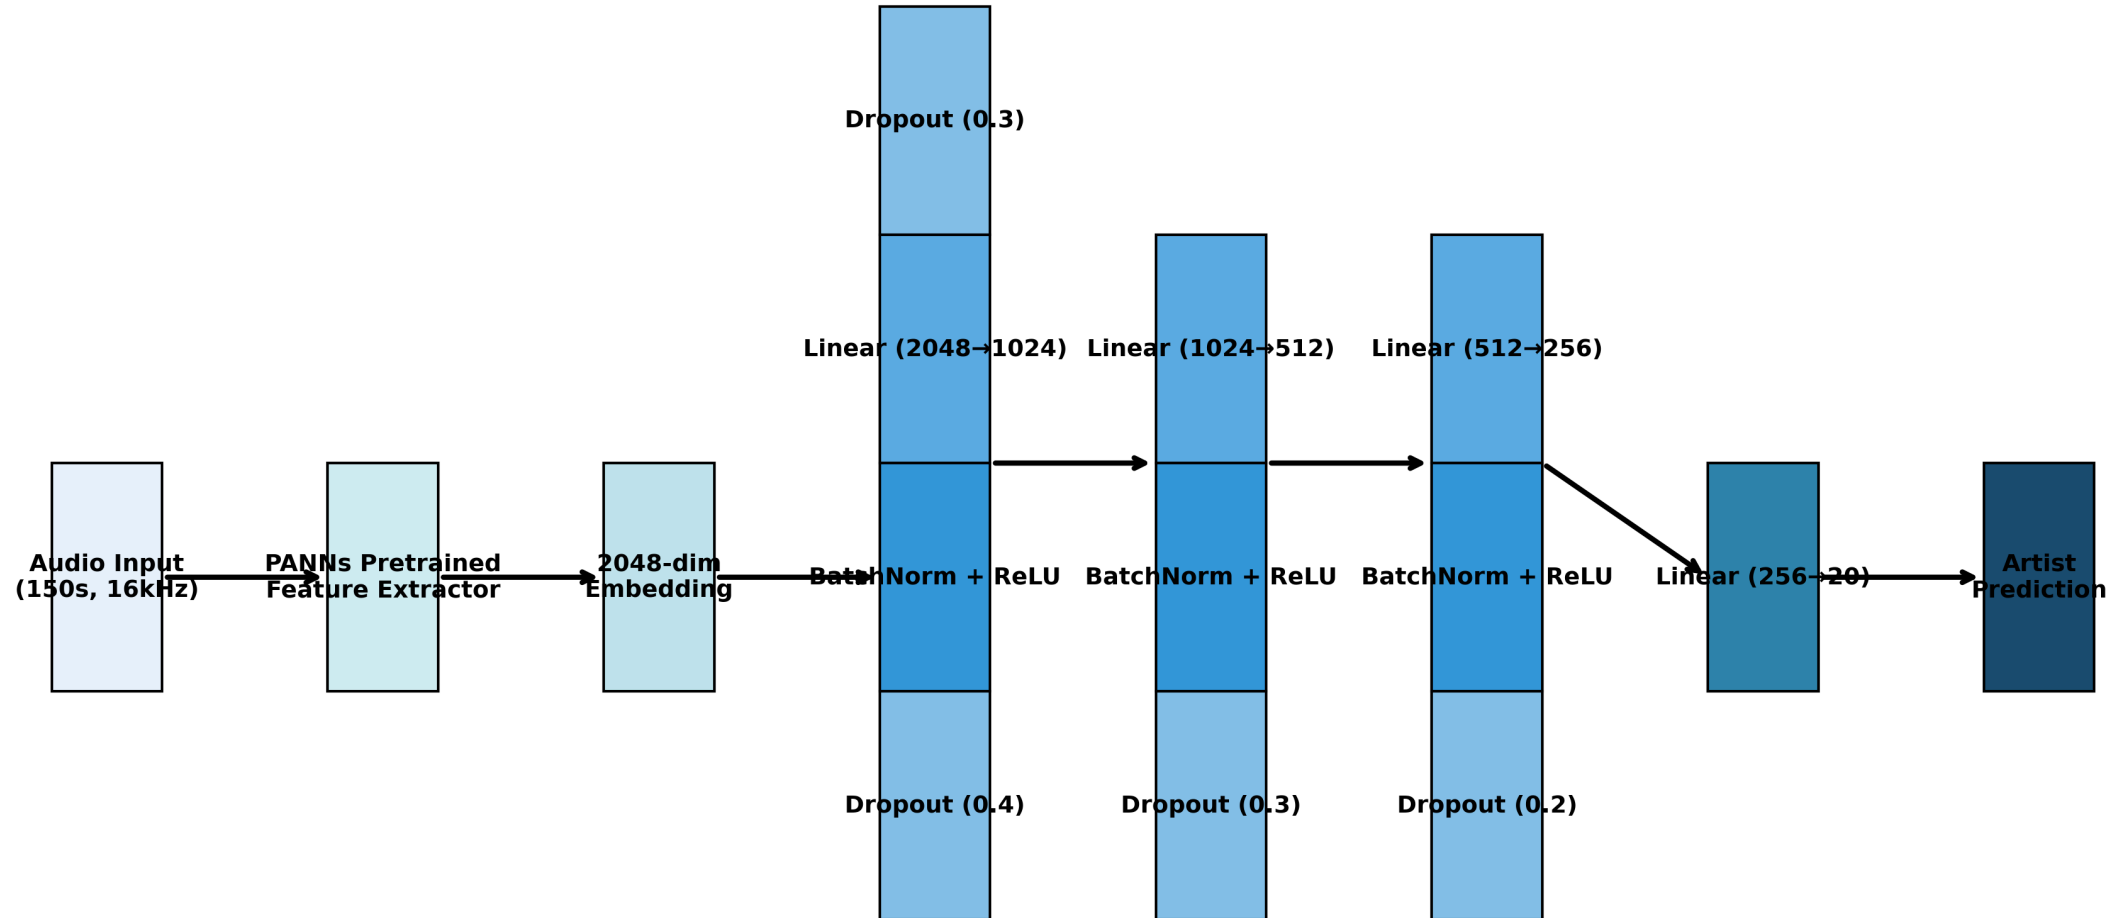 Audio Input
(150s, 16kHz)
PANNs Pretrained
Feature Extractor
2048-dim
Embedding
Dropout (0.3)
Linear (2048→1024)
BatchNorm + ReLU
Dropout (0.4)
Linear (1024→512)
BatchNorm + ReLU
Dropout (0.3)
Linear (512→256)
BatchNorm + ReLU
Dropout (0.2)
Linear (256→20)
Artist
Prediction